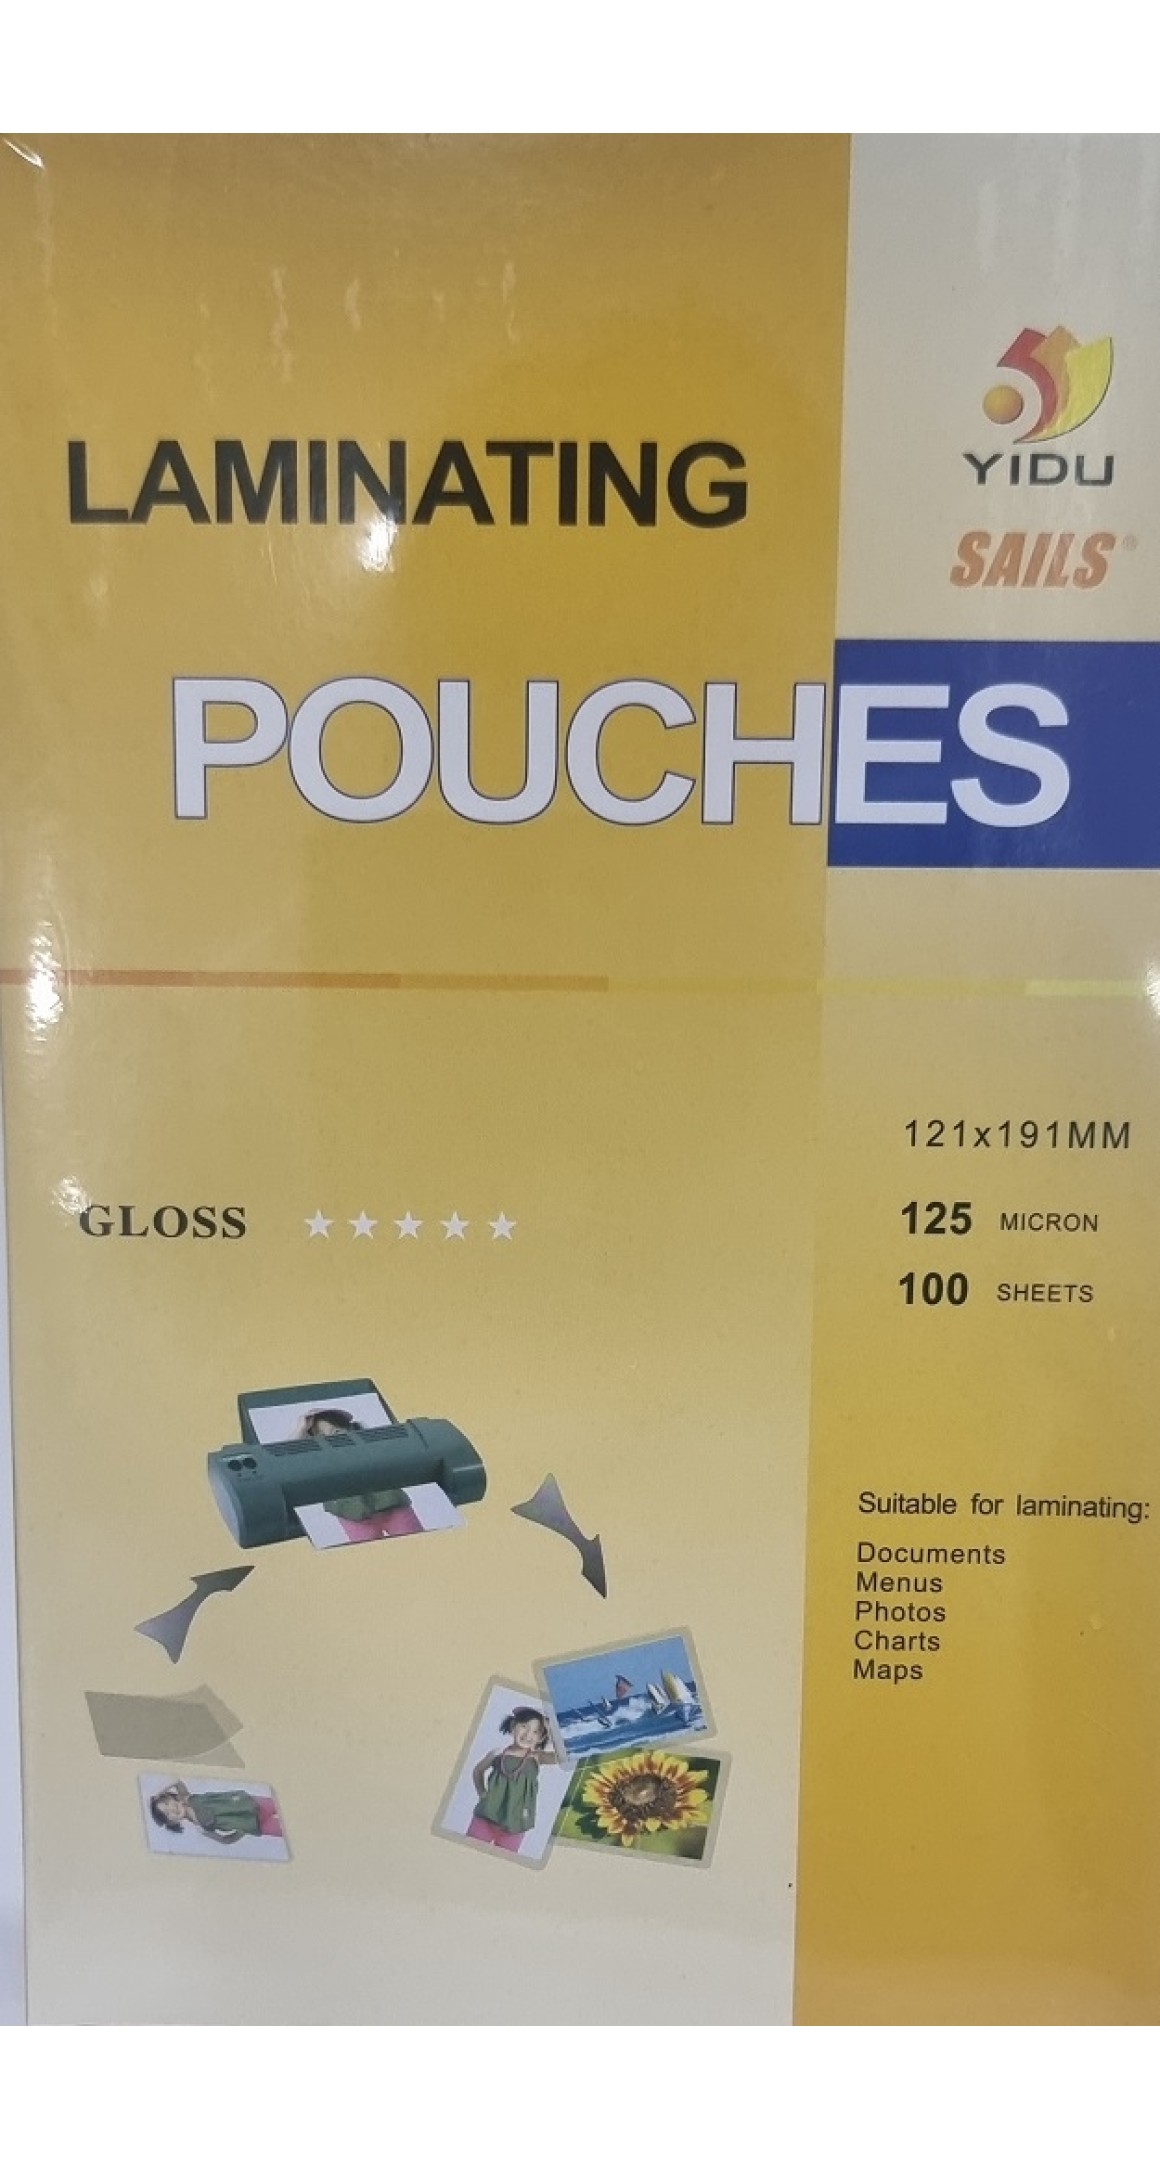 YIDU
SAILS®
LAMINATING
POUCHES
121x191MM
GLOSS
125 MICRON
100 SHEETS
Suitable for laminating:
Documents
Menus
Photos
Charts
Maps